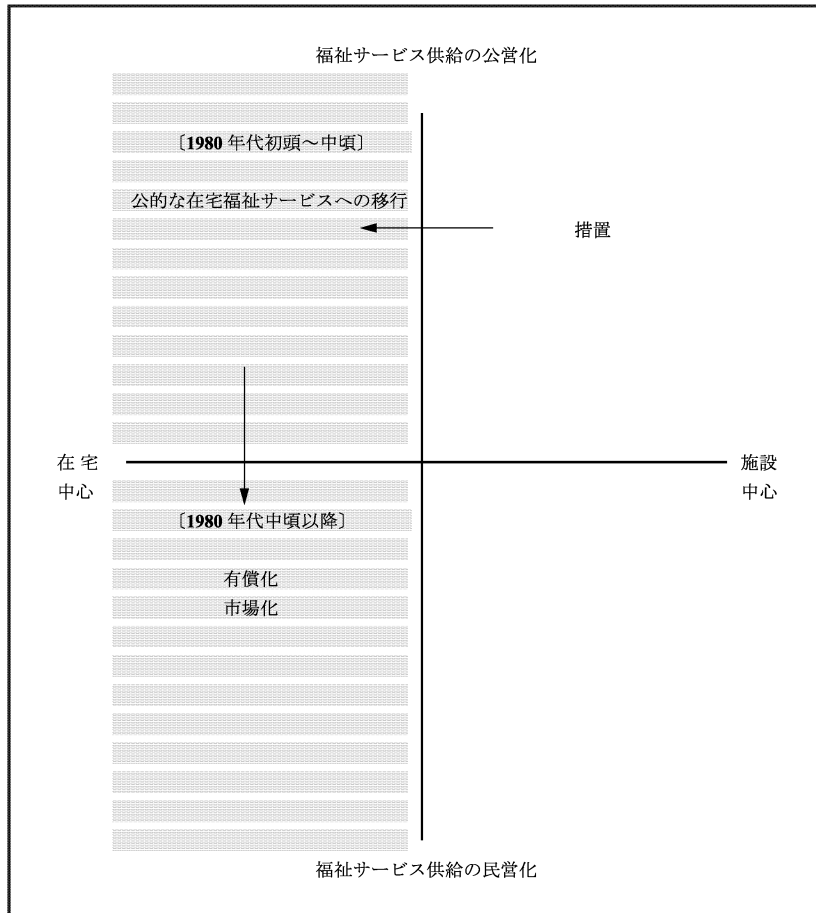 福祉サービス供給の公営化
〔1980 年代初頭～中頃〕
公的な在宅福祉サービスへの移行
措置
在 宅
中心
施設
中心
〔1980 年代中頃以降〕
有償化
市場化
福祉サービス供給の民営化